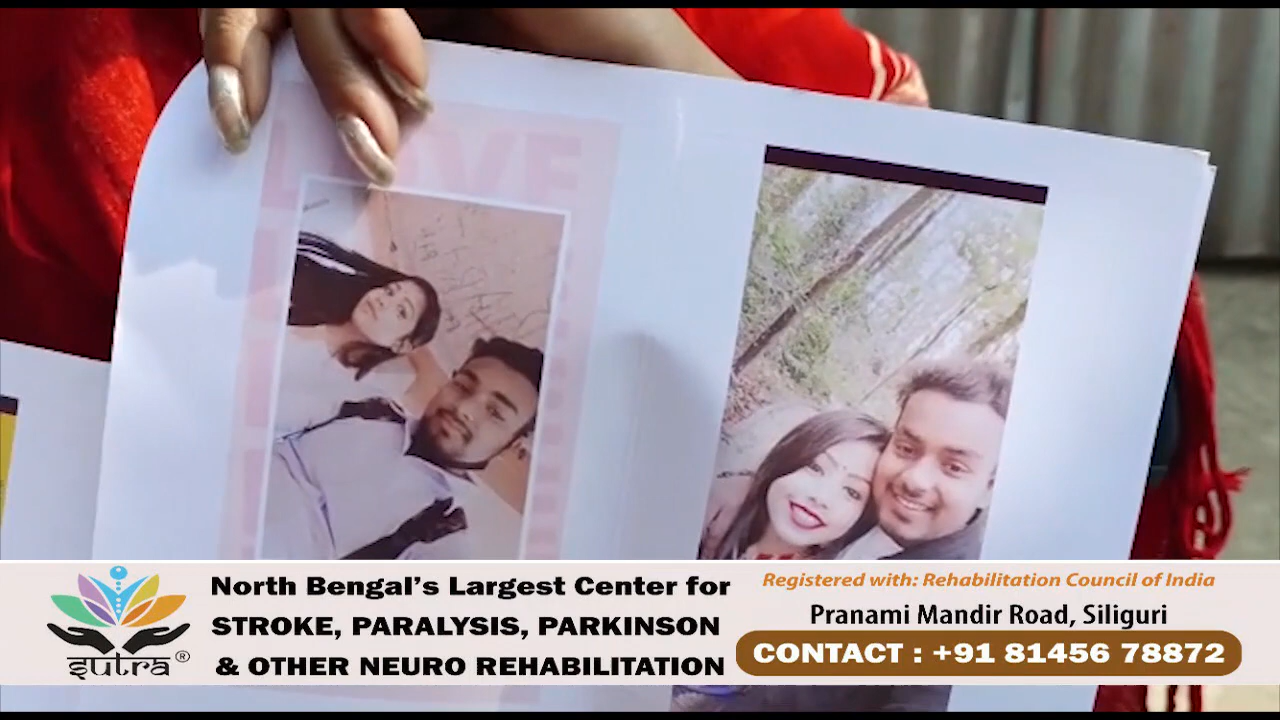 LOVE
sutra®
North Bengal's Largest Center for
STROKE, PARALYSIS, PARKINSON
& OTHER NEURO REHABILITATION
Registered with: Rehabilitation Council of India
Pranami Mandir Road, Siliguri
CONTACT : +91 81456 78872